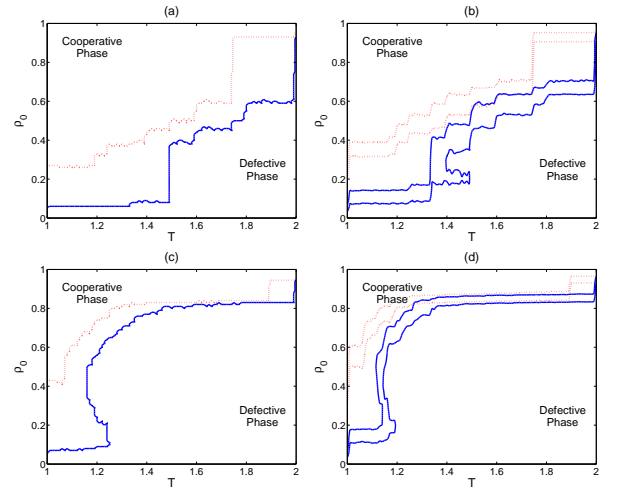 (a)
1
0.8
0.6
0.4
0.2
0
ρ0
Cooperative
Phase
Defective
Phase
1
1.2
1.4
1.6
1.8
2
T
(b)
1
0.8
0.6
0.4
0.2
0
ρ0
Cooperative
Phase
Defective
Phase
1
1.2
1.4
1.6
1.8
2
T
(c)
1
0.8
0.6
0.4
0.2
0
ρ0
Cooperative
Phase
Defective
Phase
1
1.2
1.4
1.6
1.8
2
T
(d)
1
0.8
0.6
0.4
0.2
0
ρ0
Cooperative
Phase
Defective
Phase
1
1.2
1.4
1.6
1.8
2
T